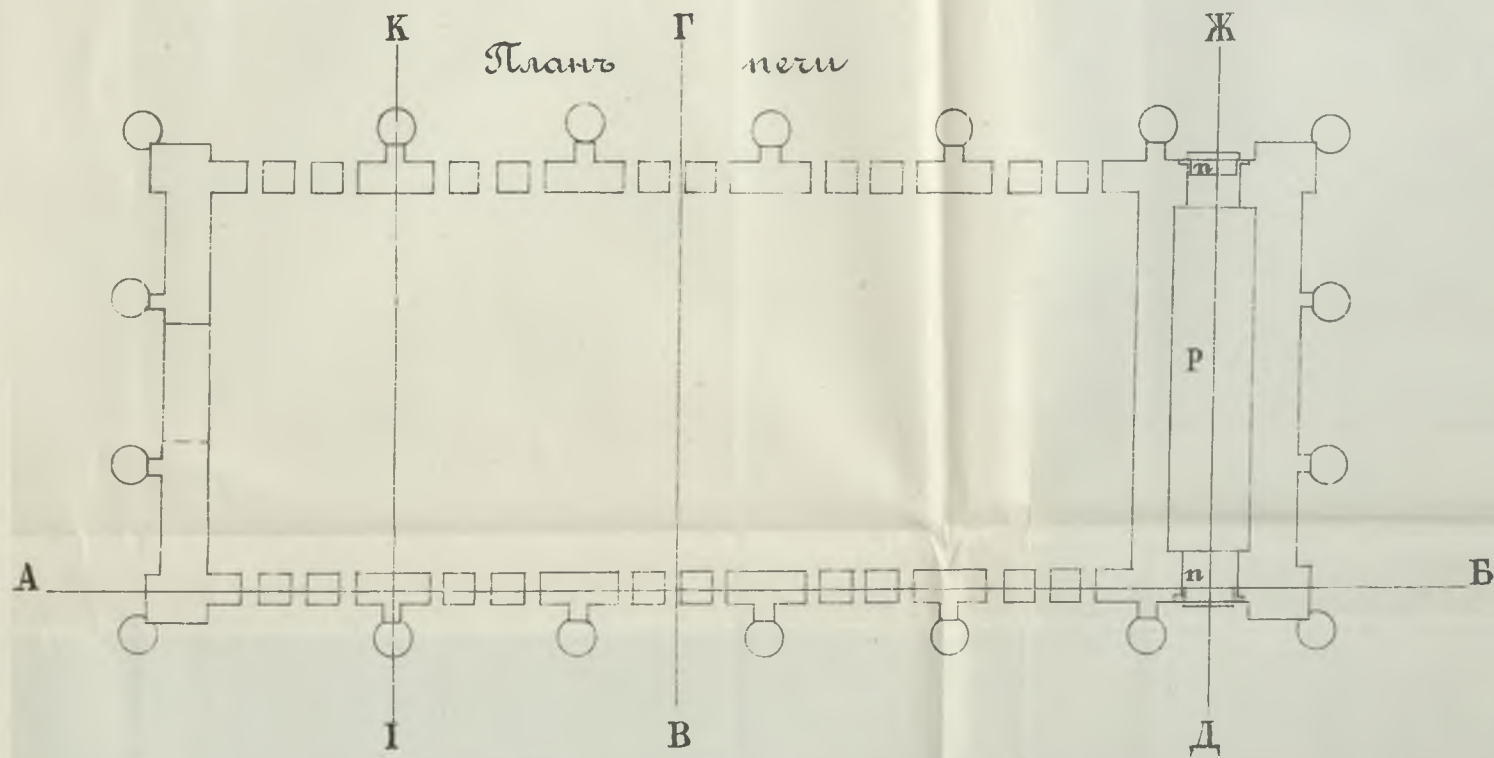 К Г Ж
Планъ печи
п
р
А п Б
І В Д